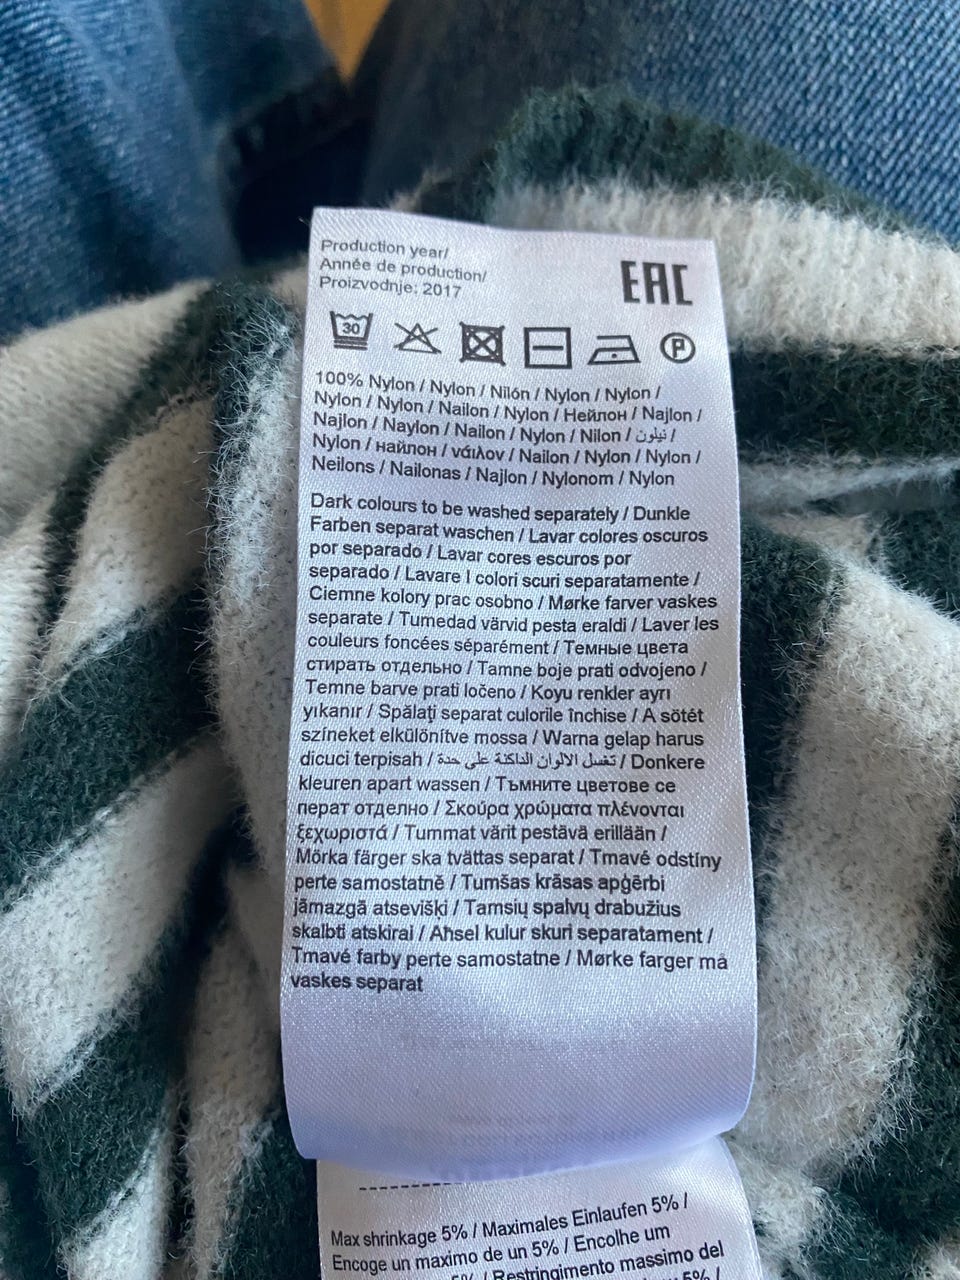 Production year/
Année de production/
Proizvodnje: 2017
EAC
30
P
100% Nylon / Nylon / Nilón / Nylon / Nylon /
Nylon / Nylon / Nailon / Nylon / Нейлон / Najlon /
Najlon / Naylon / Nailon / Nylon / Nilon / نيلون /
Nylon / найлон / νάιλον / Nailon / Nylon / Nylon /
Neilons / Nailonas / Najlon / Nylonom / Nylon
Dark colours to be washed separately / Dunkle
Farben separat waschen / Lavar colores oscuros
por separado / Lavar cores escuros por
separado / Lavare I colori scuri separatamente /
Ciemne kolory prac osobno / Mørke farver vaskes
separate / Tumedad värvid pesta eraldi / Laver les
couleurs foncées séparément / Темные цвета
стирать отдельно / Tamne boje prati odvojeno /
Temne barve prati ločeno / Koyu renkler ayrı
yıkanır / Spălaţi separat culorile închise / A sötét
színeket elkülönítve mossa / Warna gelap harus
dicuci terpisah / تغسل الالوان الداكنة على حدة / Donkere
kleuren apart wassen / Тъмните цветове се
перат отделно / Σκούρα χρώματα πλένονται
ξεχωριστά / Tummat värit pestävä erillään /
Mörka färger ska tvättas separat / Tmavé odstíny
perte samostatně / Tumšas krāsas apģērbi
jāmazgā atsevišķi / Tamsių spalvų drabužius
skalbti atskirai / Aħsel kulur skuri separatament /
Tmavé farby perte samostatne / Mørke farger må
vaskes separat
Max shrinkage 5% / Maximales Einlaufen 5% /
Encoge un maximo de un 5% / Encolhe um
5% / Restringimento massimo del
5% /